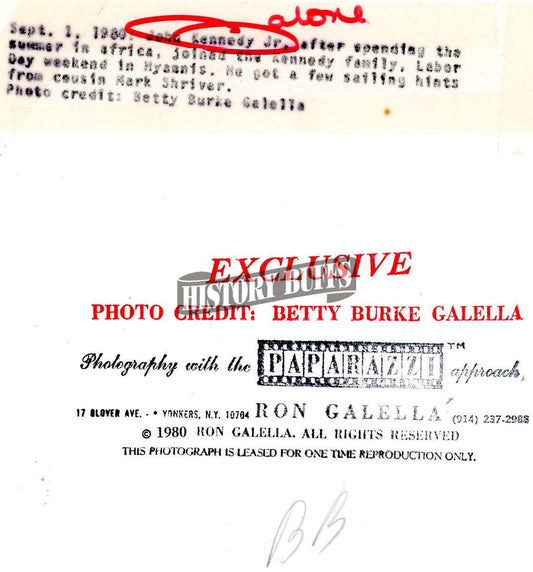 alone
Sept. 1, 1980. John Kennedy Jr. after spending the
summer in africa, joined the Kennedy family, Labor
Day weekend in Hyannis. He got a few sailing hints
from cousin Mark Shriver.
Photo credit: Betty Burke Galella
EXCLUSIVE
HISTORY BUFFS
PHOTO CREDIT: BETTY BURKE GALELLA
Photography with the PAPARAZZI™ approach,
17 GLOVER AVE. - • YONKERS, N.Y. 10704 RON GALELLA (914) 237-2988
© 1980 RON GALELLA. ALL RIGHTS RESERVED
THIS PHOTOGRAPH IS LEASED FOR ONE TIME REPRODUCTION ONLY.
BB